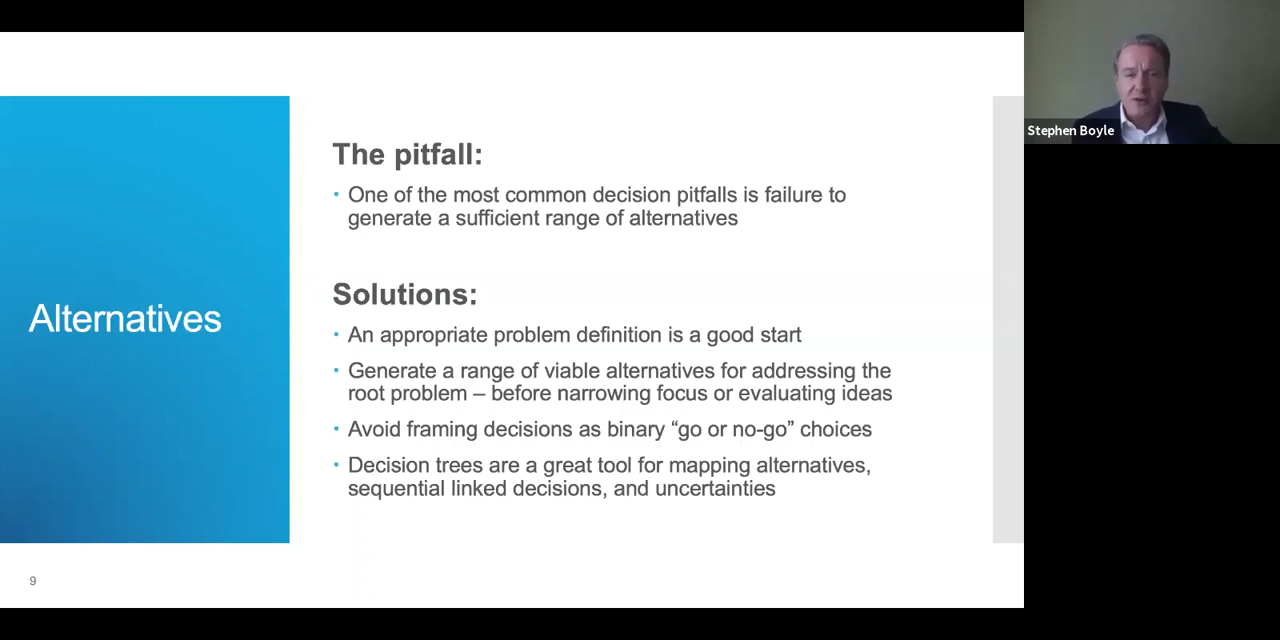 Alternatives
The pitfall:
• One of the most common decision pitfalls is failure to
generate a sufficient range of alternatives
Solutions:
• An appropriate problem definition is a good start
• Generate a range of viable alternatives for addressing the
root problem – before narrowing focus or evaluating ideas
• Avoid framing decisions as binary “go or no-go” choices
• Decision trees are a great tool for mapping alternatives,
sequential linked decisions, and uncertainties
9
Stephen Boyle